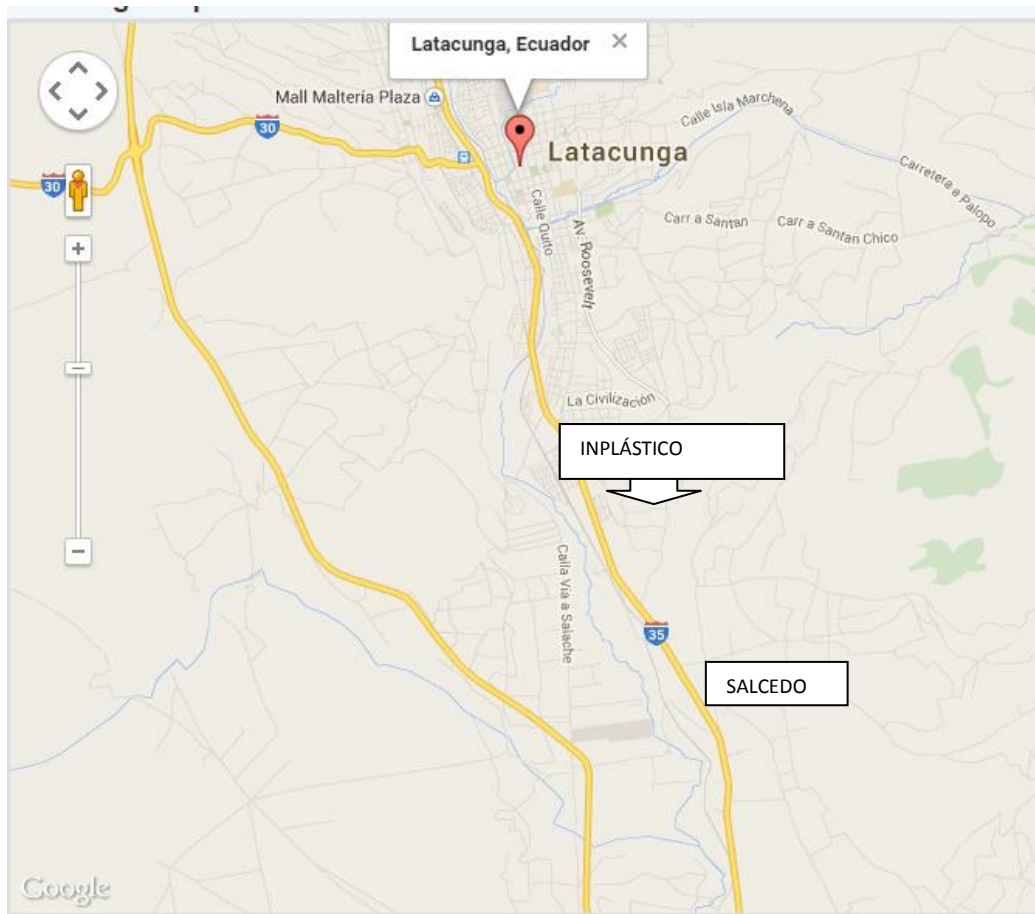 Latacunga, Ecuador
Mall Maltería Plaza
Calle Isla Marchena
30
Latacunga
Carretera a Palopo
30
Calle Quito
Av. Roosevelt
Carr a Santan
Carr a Santan Chico
La Civilización
INPLÁSTICO
Calla Via a Salache
35
SALCEDO
Google